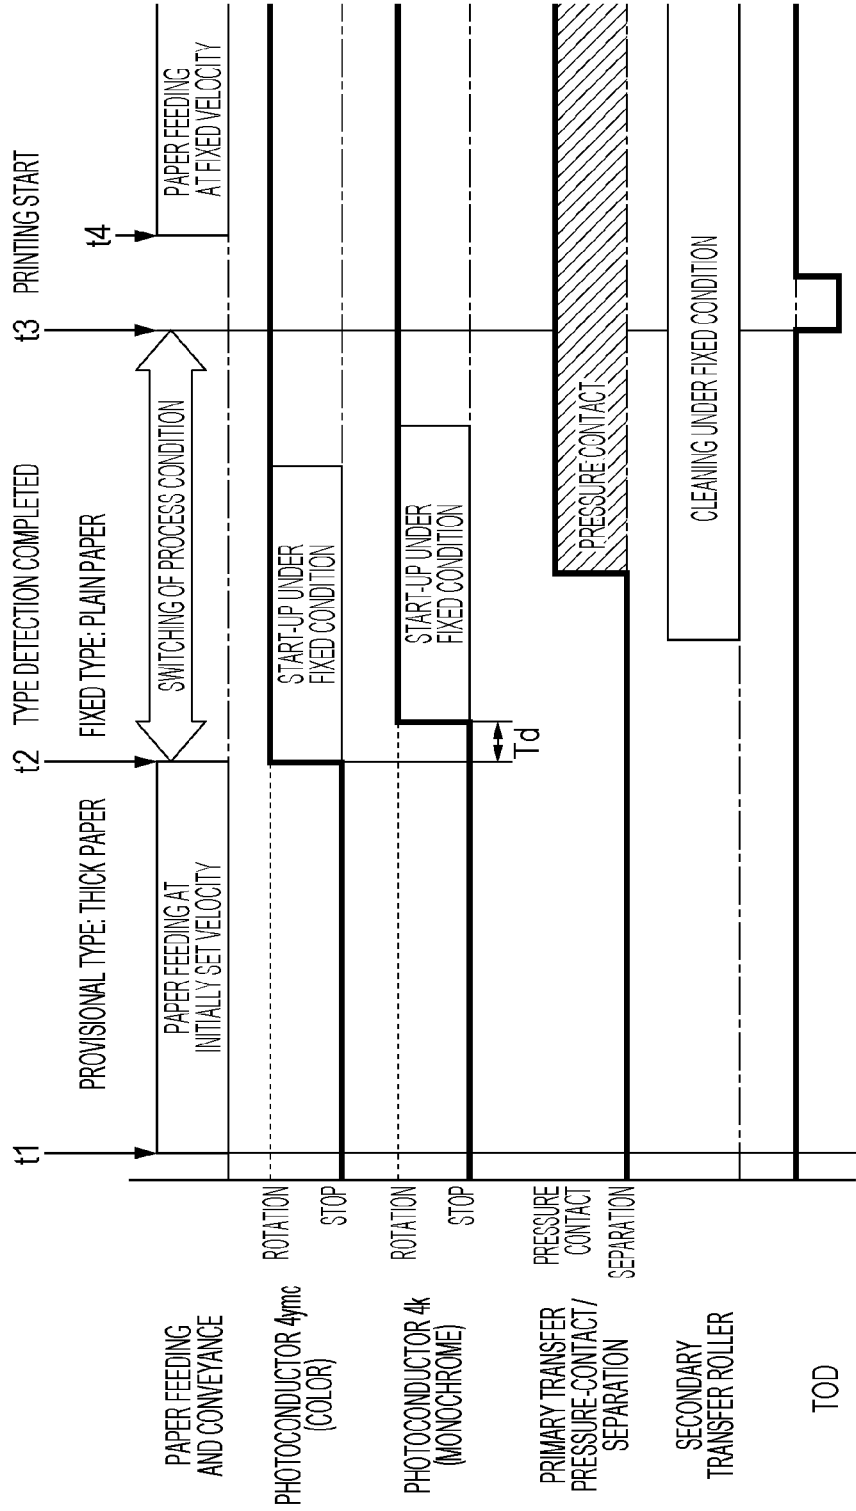 t1
t2
TYPE DETECTION COMPLETED
t3
PRINTING START
PROVISIONAL TYPE: THICK PAPER
FIXED TYPE: PLAIN PAPER
t4
PAPER FEEDING
AND CONVEYANCE
PAPER FEEDING AT
INITIALLY SET VELOCITY
SWITCHING OF PROCESS CONDITION
PAPER FEEDING
AT FIXED VELOCITY
PHOTOCONDUCTOR 4ymc
(COLOR)
ROTATION
STOP
START-UP UNDER
FIXED CONDITION
PHOTOCONDUCTOR 4k
(MONOCHROME)
ROTATION
STOP
START-UP UNDER
FIXED CONDITION
Td
PRIMARY TRANSFER
PRESSURE-CONTACT /
SEPARATION
PRESSURE
CONTACT
SEPARATION
PRESSURE CONTACT
SECONDARY
TRANSFER ROLLER
CLEANING UNDER FIXED CONDITION
TOD